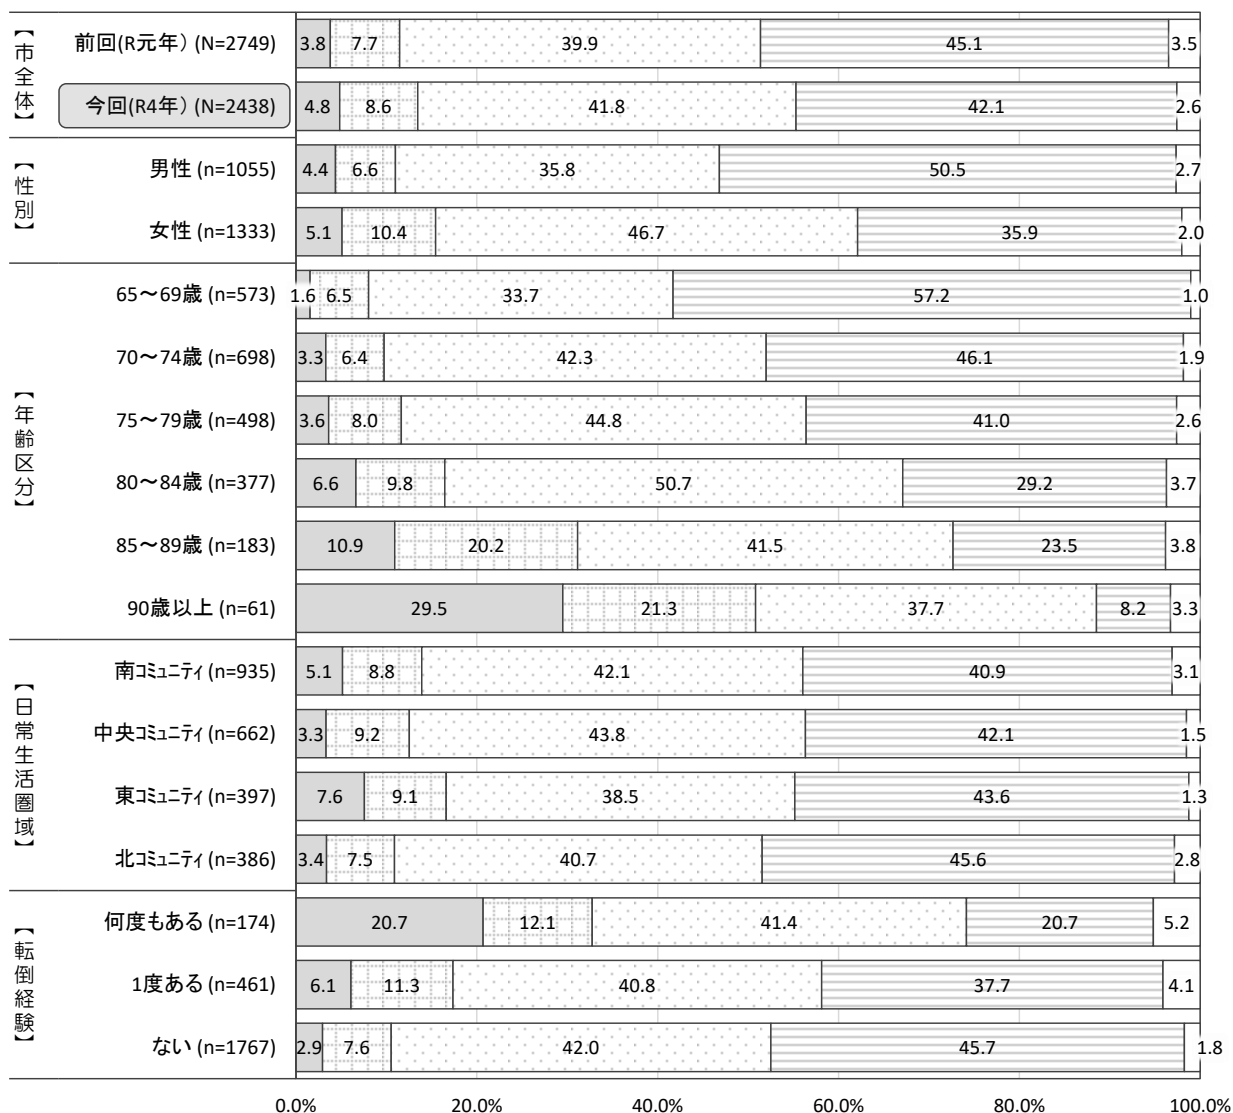 【市全体】
前回(R元年) (N=2749) 3.8 7.7 39.9 45.1 3.5
今回(R4年) (N=2438) 4.8 8.6 41.8 42.1 2.6
【性別】
男性 (n=1055) 4.4 6.6 35.8 50.5 2.7
女性 (n=1333) 5.1 10.4 46.7 35.9 2.0
【年齢区分】
65〜69歳 (n=573) 1.6 6.5 33.7 57.2 1.0
70〜74歳 (n=698) 3.3 6.4 42.3 46.1 1.9
75〜79歳 (n=498) 3.6 8.0 44.8 41.0 2.6
80〜84歳 (n=377) 6.6 9.8 50.7 29.2 3.7
85〜89歳 (n=183) 10.9 20.2 41.5 23.5 3.8
90歳以上 (n=61) 29.5 21.3 37.7 8.2 3.3
【日常生活圏域】
南ｺﾐｭﾆﾃｨ (n=935) 5.1 8.8 42.1 40.9 3.1
中央ｺﾐｭﾆﾃｨ (n=662) 3.3 9.2 43.8 42.1 1.5
東ｺﾐｭﾆﾃｨ (n=397) 7.6 9.1 38.5 43.6 1.3
北ｺﾐｭﾆﾃｨ (n=386) 3.4 7.5 40.7 45.6 2.8
【転倒経験】
何度もある (n=174) 20.7 12.1 41.4 20.7 5.2
1度ある (n=461) 6.1 11.3 40.8 37.7 4.1
ない (n=1767) 2.9 7.6 42.0 45.7 1.8
0.0% 20.0% 40.0% 60.0% 80.0% 100.0%